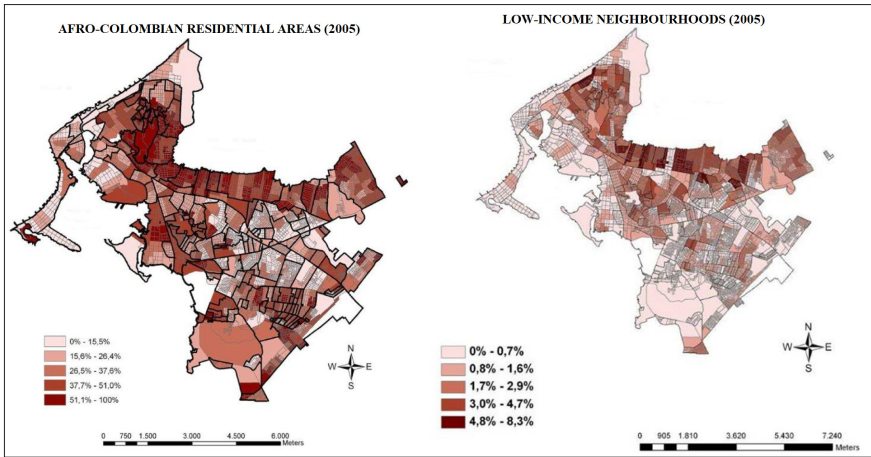 AFRO-COLOMBIAN RESIDENTIAL AREAS (2005)
0% - 15,5%
15,6% - 26,4%
26,5% - 37,6%
37,7% - 51,0%
51,1% - 100%
N
W E
S
0 750 1.500 3.000 4.500 6.000
Meters
LOW-INCOME NEIGHBOURHOODS (2005)
0% - 0,7%
0,8% - 1,6%
1,7% - 2,9%
3,0% - 4,7%
4,8% - 8,3%
N
W E
S
0 905 1.810 3.620 5.430 7.240
Meters